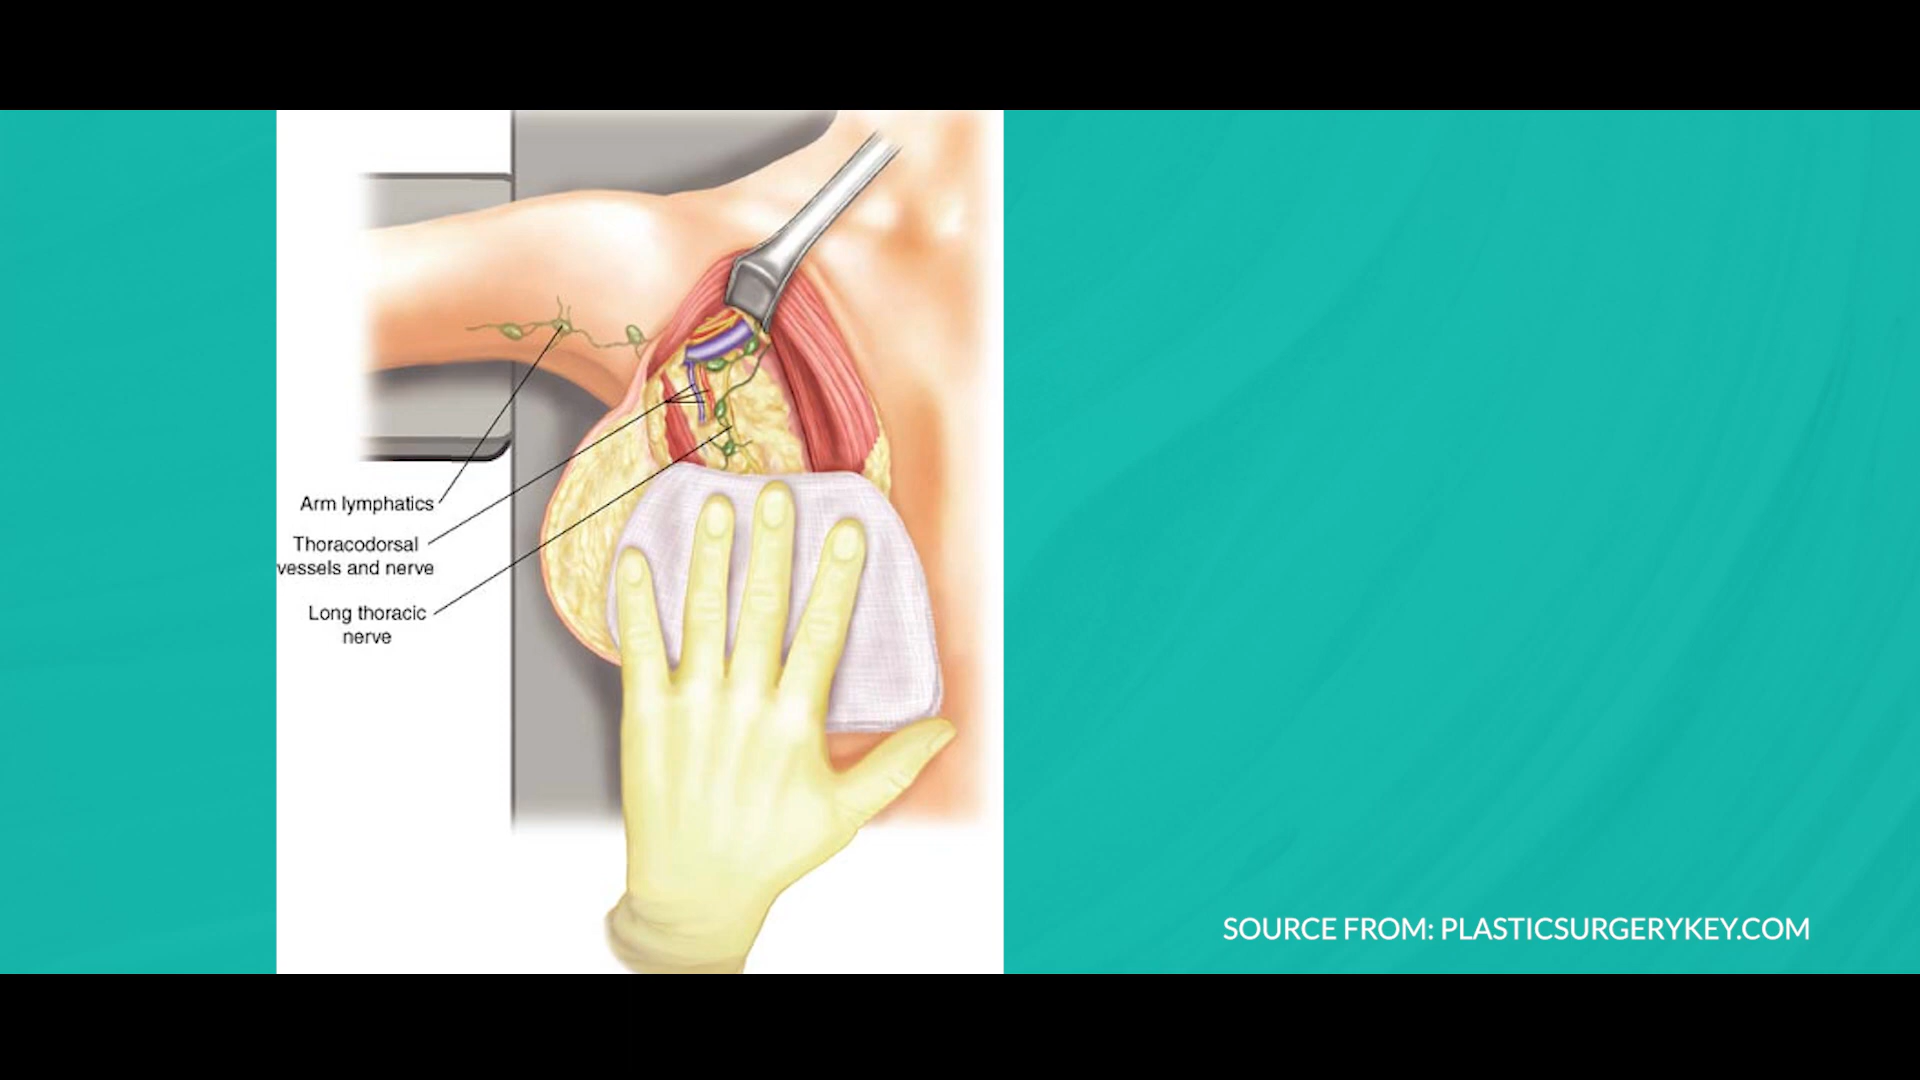 Arm lymphatics
Thoracodorsal
vessels and nerve
Long thoracic
nerve
SOURCE FROM: PLASTICSURGERYKEY.COM